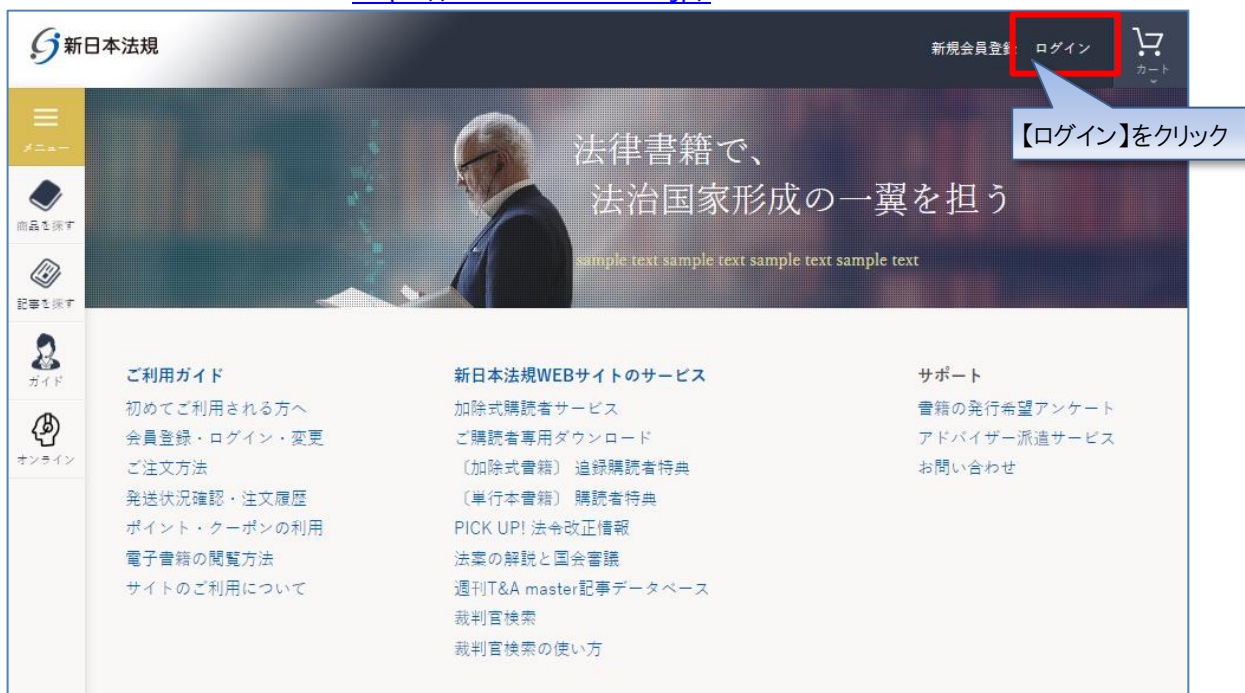 新日本法規
新規会員登録 ログイン
カート
【ログイン】をクリック
メニュー
商品を探す
記事を探す
ガイド
オンライン
法律書籍で、
法治国家形成の一翼を担う
sample text sample text sample text sample text
ご利用ガイド
初めてご利用される方へ
会員登録・ログイン・変更
ご注文方法
発送状況確認・注文履歴
ポイント・クーポンの利用
電子書籍の閲覧方法
サイトのご利用について
新日本法規WEBサイトのサービス
加除式購読者サービス
ご購読者専用ダウンロード
〔加除式書籍〕 追録購読者特典
〔単行本書籍〕 購読者特典
PICK UP! 法令改正情報
法案の解説と国会審議
週刊T&A master記事データベース
裁判官検索
裁判官検索の使い方
サポート
書籍の発行希望アンケート
アドバイザー派遣サービス
お問い合わせ